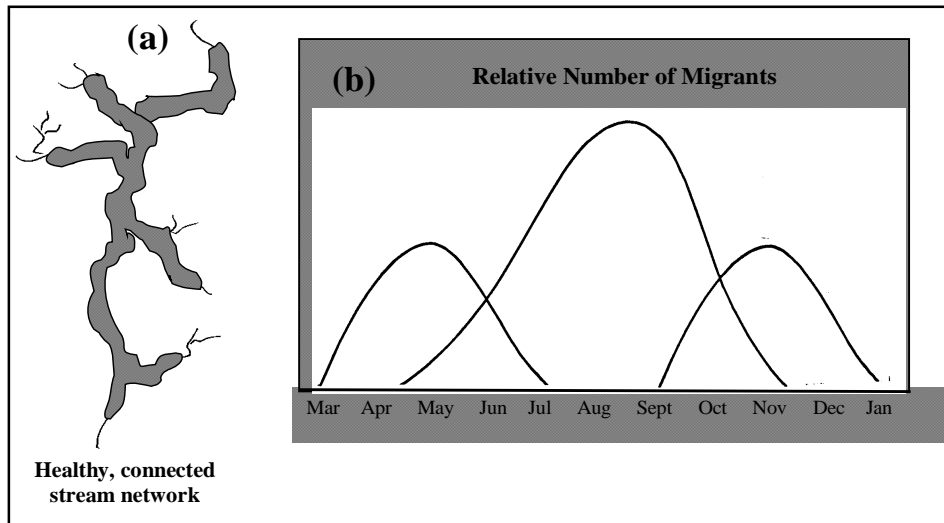 (a)
Healthy, connected
stream network
(b)
Relative Number of Migrants
Mar Apr May Jun Jul Aug Sept Oct Nov Dec Jan